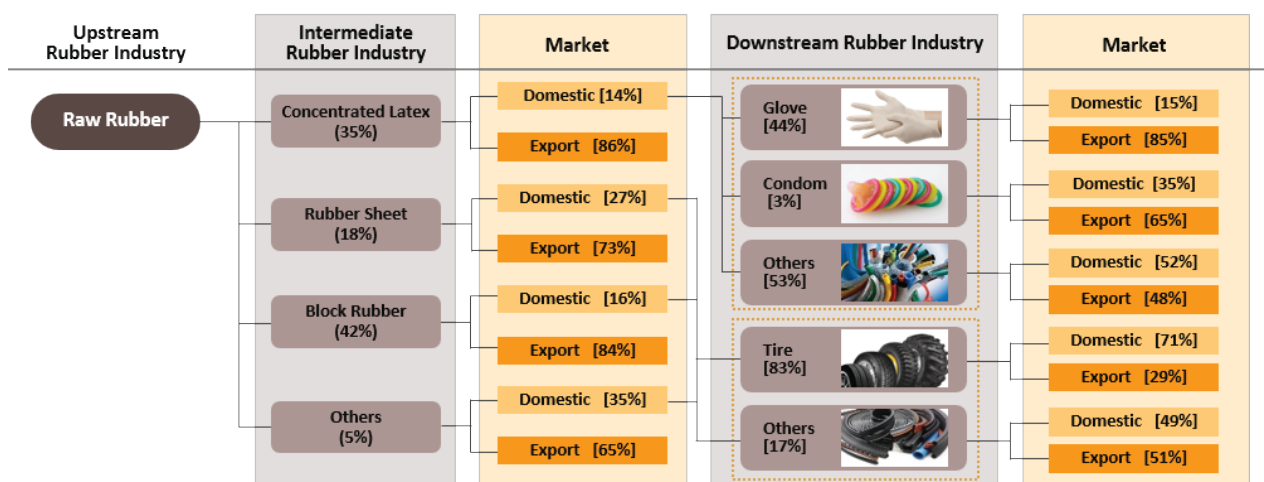 Upstream
Rubber Industry
Intermediate
Rubber Industry
Market
Downstream Rubber Industry
Market
Raw Rubber
Concentrated Latex
(35%)
Domestic [14%]
Export [86%]
Rubber Sheet
(18%)
Domestic [27%]
Export [73%]
Block Rubber
(42%)
Domestic [16%]
Export [84%]
Others
(5%)
Domestic [35%]
Export [65%]
Glove
[44%]
Domestic [15%]
Export [85%]
Condom
[3%]
Domestic [35%]
Export [65%]
Others
[53%]
Domestic [52%]
Export [48%]
Tire
[83%]
Domestic [71%]
Export [29%]
Others
[17%]
Domestic [49%]
Export [51%]